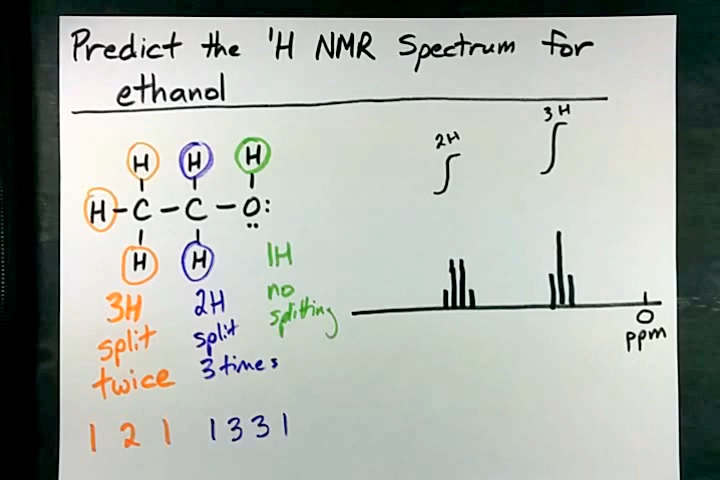 Predict the ¹H NMR Spectrum for
ethanol
H H H
H-C-C-O:
H H
3H
split
twice
1 2 1
2H
split
3 times
1 3 3 1
1H
no
splitting
2H
3H
0
ppm